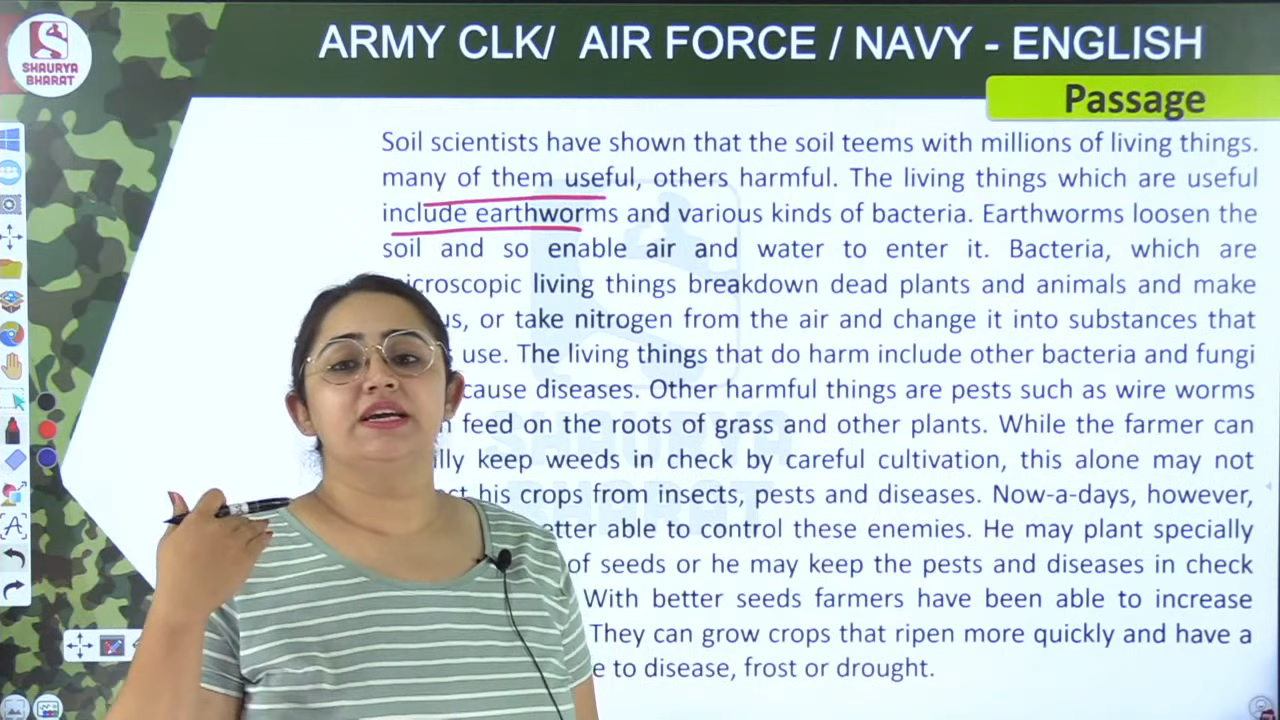 SHAURYA
BHARAT
ARMY CLK/ AIR FORCE / NAVY - ENGLISH
Passage
Soil scientists have shown that the soil teems with millions of living things.
many of them useful, others harmful. The living things which are useful
include earthworms and various kinds of bacteria. Earthworms loosen the
soil and so enable air and water to enter it. Bacteria, which are
microscopic living things breakdown dead plants and animals and make
or take nitrogen from the air and change it into substances that
use. The living things that do harm include other bacteria and fungi
cause diseases. Other harmful things are pests such as wire worms
feed on the roots of grass and other plants. While the farmer can
keep weeds in check by careful cultivation, this alone may not
his crops from insects, pests and diseases. Now-a-days, however,
better able to control these enemies. He may plant specially
of seeds or he may keep the pests and diseases in check
With better seeds farmers have been able to increase
They can grow crops that ripen more quickly and have a
to disease, frost or drought.
SHAURYA
BHARAT